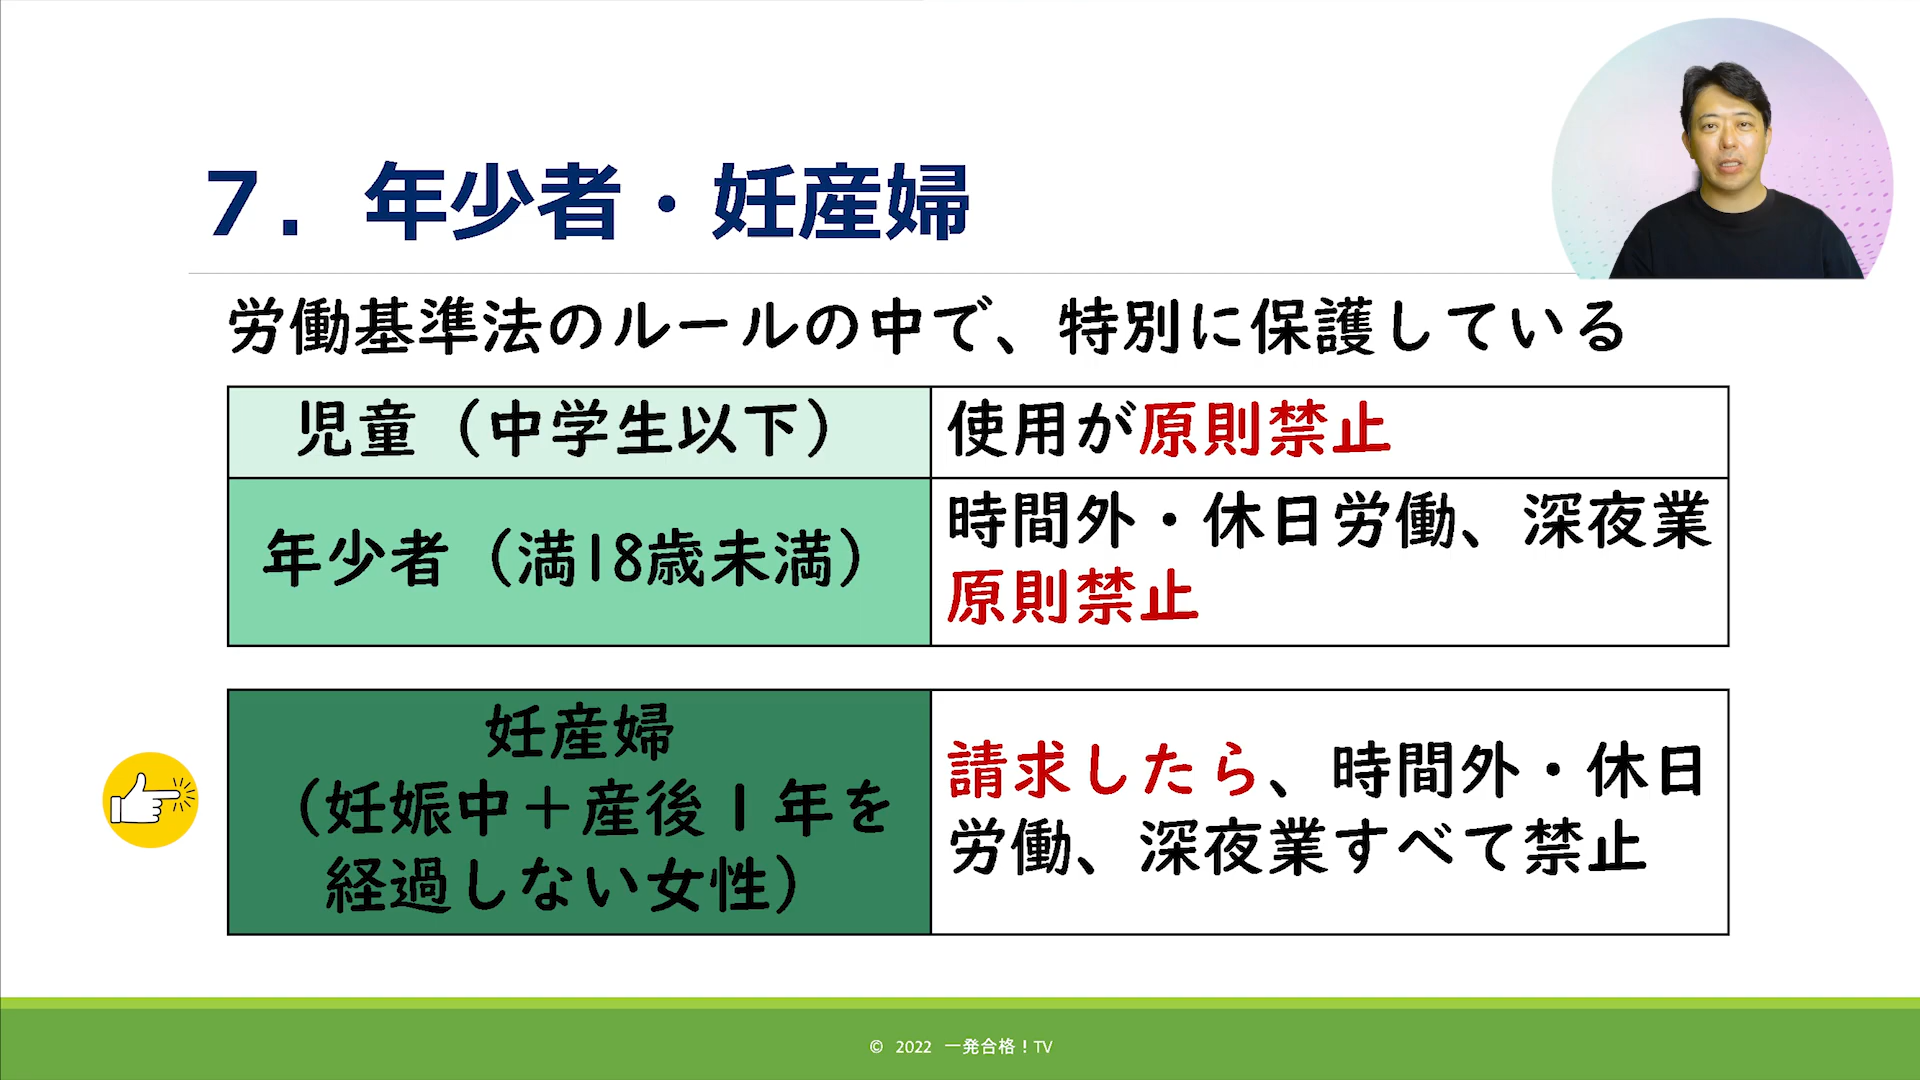 ７．年少者・妊産婦
労働基準法のルールの中で、特別に保護している
児童（中学生以下）
使用が原則禁止
年少者（満18歳未満）
時間外・休日労働、深夜業
原則禁止
妊産婦
（妊娠中＋産後１年を
経過しない女性）
請求したら、時間外・休日
労働、深夜業すべて禁止
© 2022 一発合格！TV